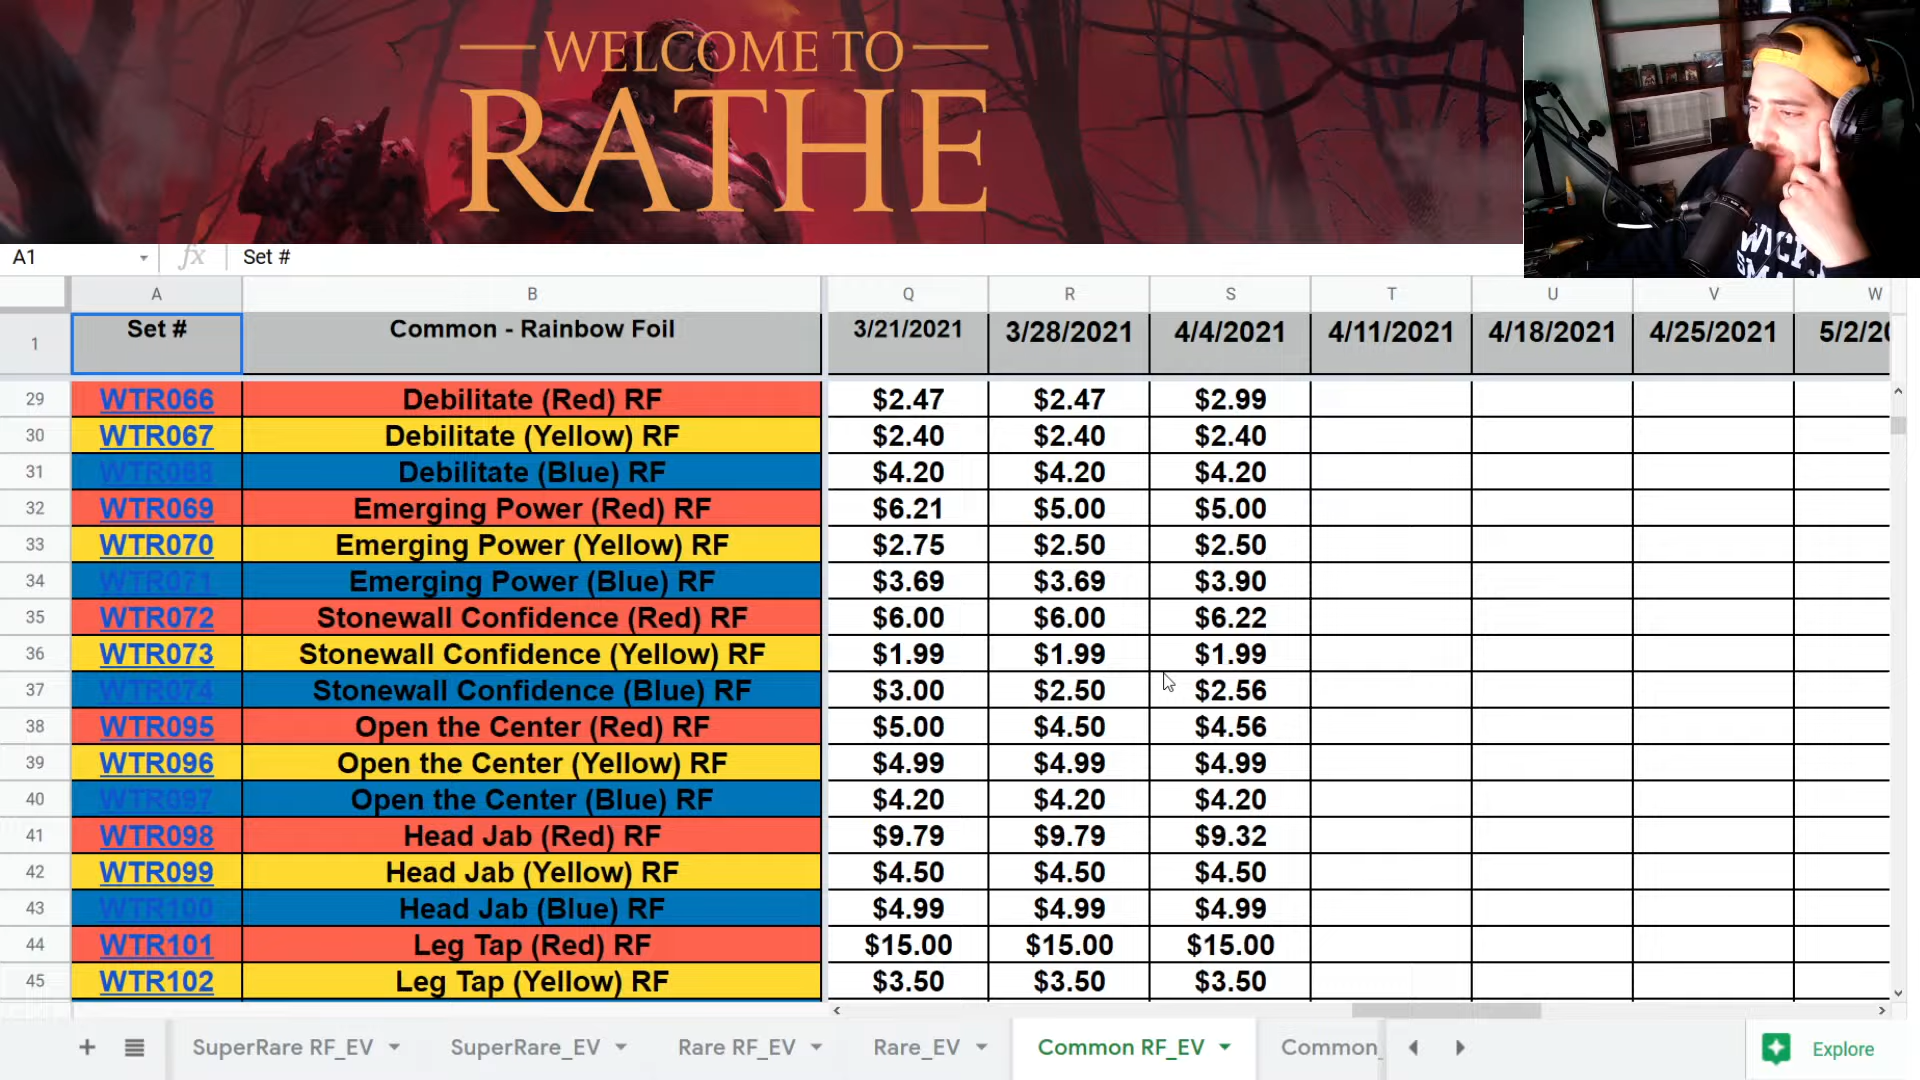 WELCOME TO
RATHE
A1 fx Set #
A B Q R S T U V W
1 Set # Common - Rainbow Foil 3/21/2021 3/28/2021 4/4/2021 4/11/2021 4/18/2021 4/25/2021 5/2/20
29 WTR066 Debilitate (Red) RF $2.47 $2.47 $2.99
30 WTR067 Debilitate (Yellow) RF $2.40 $2.40 $2.40
31 WTR068 Debilitate (Blue) RF $4.20 $4.20 $4.20
32 WTR069 Emerging Power (Red) RF $6.21 $5.00 $5.00
33 WTR070 Emerging Power (Yellow) RF $2.75 $2.50 $2.50
34 WTR071 Emerging Power (Blue) RF $3.69 $3.69 $3.90
35 WTR072 Stonewall Confidence (Red) RF $6.00 $6.00 $6.22
36 WTR073 Stonewall Confidence (Yellow) RF $1.99 $1.99 $1.99
37 WTR074 Stonewall Confidence (Blue) RF $3.00 $2.50 $2.56
38 WTR095 Open the Center (Red) RF $5.00 $4.50 $4.56
39 WTR096 Open the Center (Yellow) RF $4.99 $4.99 $4.99
40 WTR097 Open the Center (Blue) RF $4.20 $4.20 $4.20
41 WTR098 Head Jab (Red) RF $9.79 $9.79 $9.32
42 WTR099 Head Jab (Yellow) RF $4.50 $4.50 $4.50
43 WTR100 Head Jab (Blue) RF $4.99 $4.99 $4.99
44 WTR101 Leg Tap (Red) RF $15.00 $15.00 $15.00
45 WTR102 Leg Tap (Yellow) RF $3.50 $3.50 $3.50
+ SuperRare RF_EV SuperRare_EV Rare RF_EV Rare_EV Common RF_EV Common_ Explore